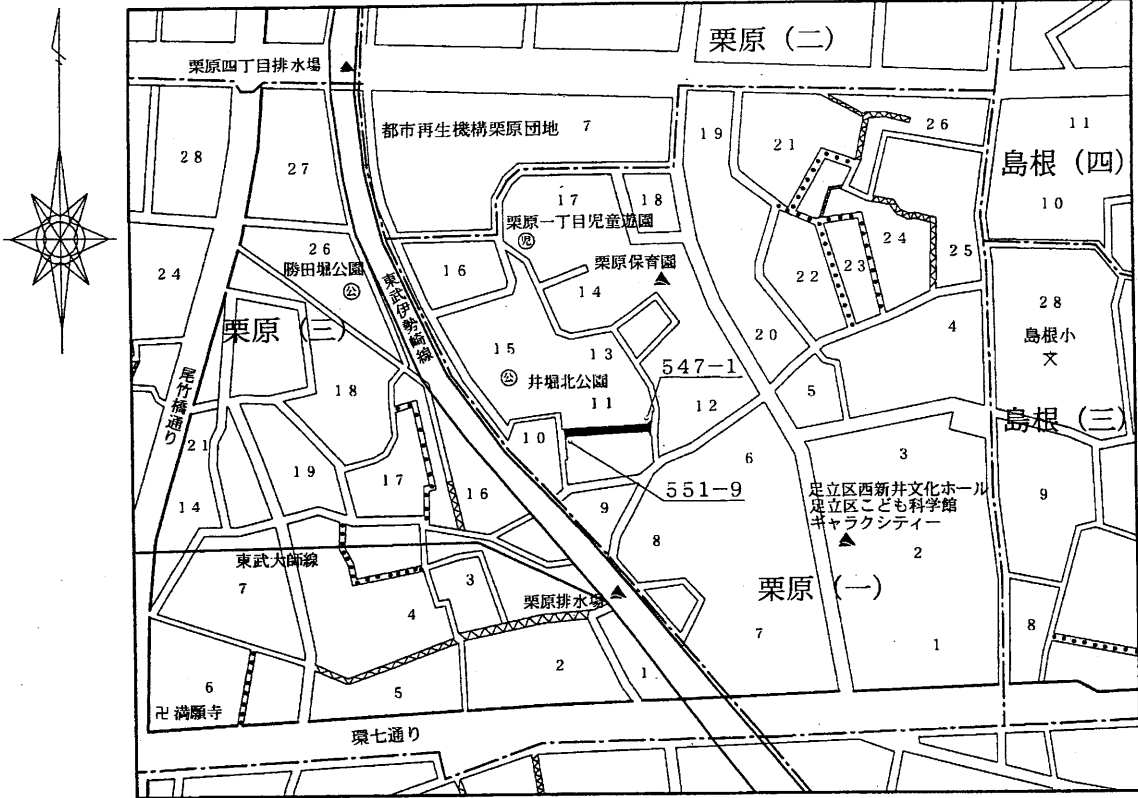 栗原（二）
栗原四丁目排水場
都市再生機構栗原団地
7
19
21
26
11
島根（四）
28
27
17
18
10
栗原一丁目児童遊園
児
24
25
26
勝田堀公園
公
16
栗原保育園
14
22
23
24
28
島根小
文
東武伊勢崎線
栗原（三）
15
13
20
4
547-1
公
井堀北公園
18
11
12
5
島根（三）
尾竹橋通り
21
10
6
3
19
17
16
551-9
9
足立区西新井文化ホール
足立区こども科学館
ギャラクシティー
14
9
8
2
東武大師線
7
3
栗原排水場
栗原（一）
4
7
8
1
2
1
6
5
卍満願寺
環七通り